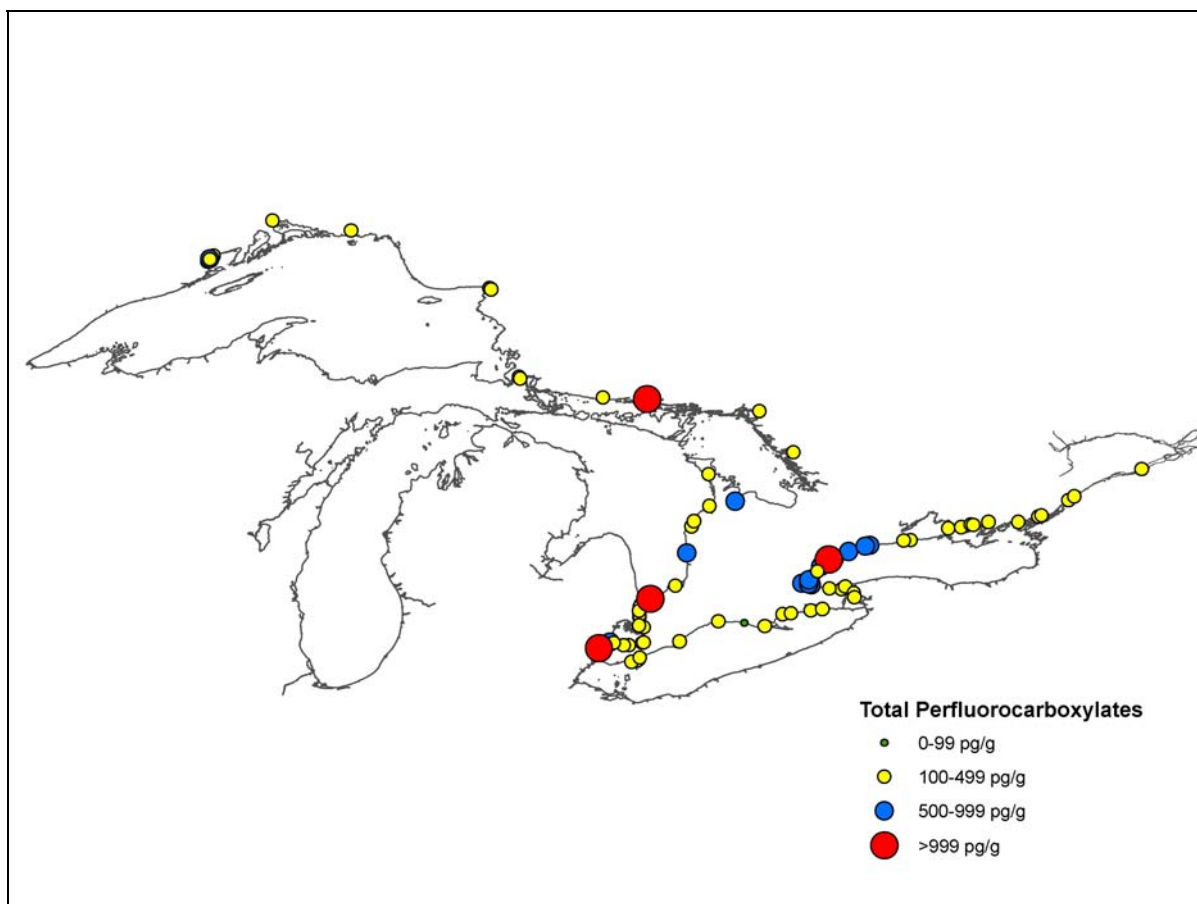 Total Perfluorocarboxylates
0-99 pg/g
100-499 pg/g
500-999 pg/g
>999 pg/g